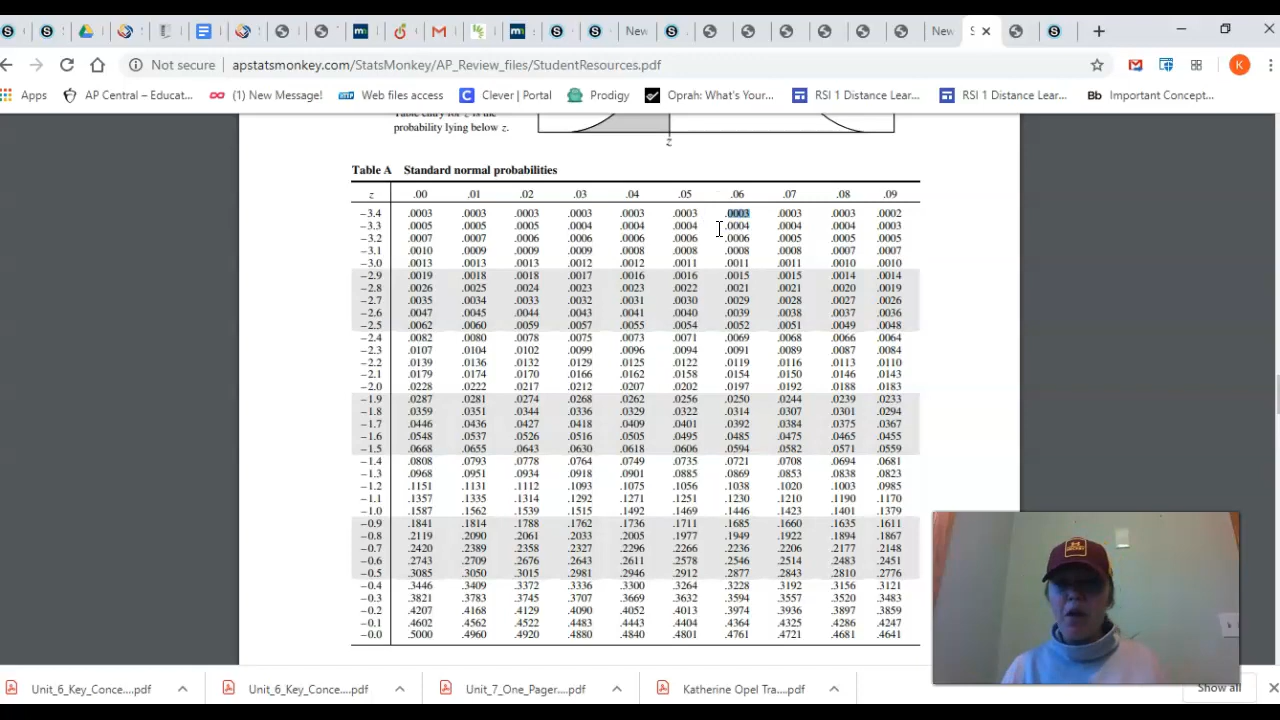 New
New
S
Not secure apstatsmonkey.com/StatsMonkey/AP_Review_files/StudentResources.pdf
K
Apps AP Central – Educat... (1) New Message! Web files access Clever | Portal Prodigy Oprah: What's Your... RSI 1 Distance Lear... RSI 1 Distance Lear... Bb Important Concept...
Table entry for z is the
probability lying below z.
z
Table A Standard normal probabilities
z .00 .01 .02 .03 .04 .05 .06 .07 .08 .09
−3.4 .0003 .0003 .0003 .0003 .0003 .0003 .0003 .0003 .0003 .0002
−3.3 .0005 .0005 .0005 .0004 .0004 .0004 .0004 .0004 .0004 .0003
−3.2 .0007 .0007 .0006 .0006 .0006 .0006 .0006 .0005 .0005 .0005
−3.1 .0010 .0009 .0009 .0009 .0008 .0008 .0008 .0008 .0007 .0007
−3.0 .0013 .0013 .0013 .0012 .0012 .0011 .0011 .0011 .0010 .0010
−2.9 .0019 .0018 .0018 .0017 .0016 .0016 .0015 .0015 .0014 .0014
−2.8 .0026 .0025 .0024 .0023 .0023 .0022 .0021 .0021 .0020 .0019
−2.7 .0035 .0034 .0033 .0032 .0031 .0030 .0029 .0028 .0027 .0026
−2.6 .0047 .0045 .0044 .0043 .0041 .0040 .0039 .0038 .0037 .0036
−2.5 .0062 .0060 .0059 .0057 .0055 .0054 .0052 .0051 .0049 .0048
−2.4 .0082 .0080 .0078 .0075 .0073 .0071 .0069 .0068 .0066 .0064
−2.3 .0107 .0104 .0102 .0099 .0096 .0094 .0091 .0089 .0087 .0084
−2.2 .0139 .0136 .0132 .0129 .0125 .0122 .0119 .0116 .0113 .0110
−2.1 .0179 .0174 .0170 .0166 .0162 .0158 .0154 .0150 .0146 .0143
−2.0 .0228 .0222 .0217 .0212 .0207 .0202 .0197 .0192 .0188 .0183
−1.9 .0287 .0281 .0274 .0268 .0262 .0256 .0250 .0244 .0239 .0233
−1.8 .0359 .0351 .0344 .0336 .0329 .0322 .0314 .0307 .0301 .0294
−1.7 .0446 .0436 .0427 .0418 .0409 .0401 .0392 .0384 .0375 .0367
−1.6 .0548 .0537 .0526 .0516 .0505 .0495 .0485 .0475 .0465 .0455
−1.5 .0668 .0655 .0643 .0630 .0618 .0606 .0594 .0582 .0571 .0559
−1.4 .0808 .0793 .0778 .0764 .0749 .0735 .0721 .0708 .0694 .0681
−1.3 .0968 .0951 .0934 .0918 .0901 .0885 .0869 .0853 .0838 .0823
−1.2 .1151 .1131 .1112 .1093 .1075 .1056 .1038 .1020 .1003 .0985
−1.1 .1357 .1335 .1314 .1292 .1271 .1251 .1230 .1210 .1190 .1170
−1.0 .1587 .1562 .1539 .1515 .1492 .1469 .1446 .1423 .1401 .1379
−0.9 .1841 .1814 .1788 .1762 .1736 .1711 .1685 .1660 .1635 .1611
−0.8 .2119 .2090 .2061 .2033 .2005 .1977 .1949 .1922 .1894 .1867
−0.7 .2420 .2389 .2358 .2327 .2296 .2266 .2236 .2206 .2177 .2148
−0.6 .2743 .2709 .2676 .2643 .2611 .2578 .2546 .2514 .2483 .2451
−0.5 .3085 .3050 .3015 .2981 .2946 .2912 .2877 .2843 .2810 .2776
−0.4 .3446 .3409 .3372 .3336 .3300 .3264 .3228 .3192 .3156 .3121
−0.3 .3821 .3783 .3745 .3707 .3669 .3632 .3594 .3557 .3520 .3483
−0.2 .4207 .4168 .4129 .4090 .4052 .4013 .3974 .3936 .3897 .3859
−0.1 .4602 .4562 .4522 .4483 .4443 .4404 .4364 .4325 .4286 .4247
−0.0 .5000 .4960 .4920 .4880 .4840 .4801 .4761 .4721 .4681 .4641
Unit_6_Key_Conce....pdf Unit_6_Key_Conce....pdf Unit_7_One_Pager....pdf Katherine Opel Tra....pdf Show all